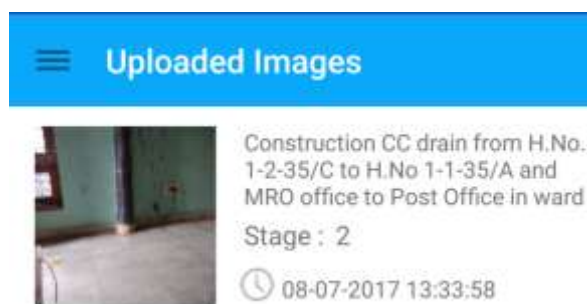 Uploaded Images
Construction CC drain from H.No.
1-2-35/C to H.No 1-1-35/A and
MRO office to Post Office in ward
Stage : 2
08-07-2017 13:33:58